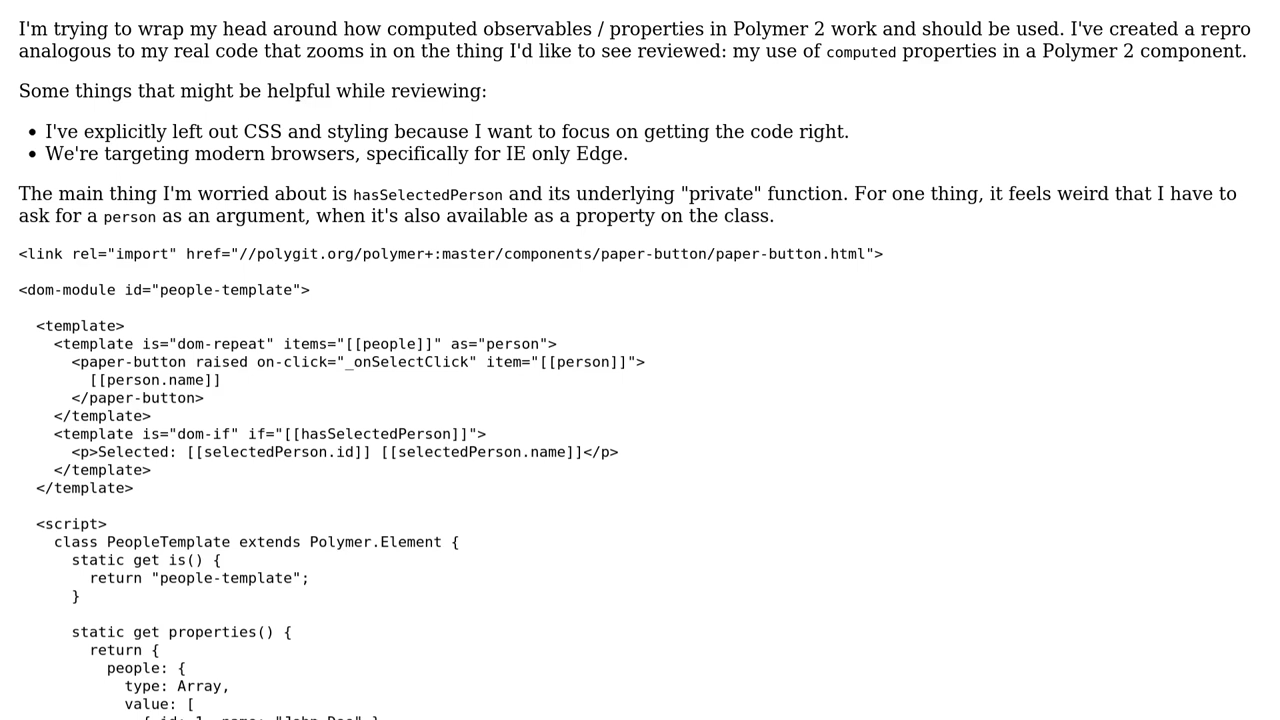 I'm trying to wrap my head around how computed observables / properties in Polymer 2 work and should be used. I've created a repro
analogous to my real code that zooms in on the thing I'd like to see reviewed: my use of computed properties in a Polymer 2 component.
Some things that might be helpful while reviewing:
• I've explicitly left out CSS and styling because I want to focus on getting the code right.
• We're targeting modern browsers, specifically for IE only Edge.
The main thing I'm worried about is hasSelectedPerson and its underlying "private" function. For one thing, it feels weird that I have to
ask for a person as an argument, when it's also available as a property on the class.
<link rel="import" href="//polygit.org/polymer+:master/components/paper-button/paper-button.html">
<dom-module id="people-template">
<template>
<template is="dom-repeat" items="[[people]]" as="person">
<paper-button raised on-click="_onSelectClick" item="[[person]]">
[[person.name]]
</paper-button>
</template>
<template is="dom-if" if="[[hasSelectedPerson]]">
<p>Selected: [[selectedPerson.id]] [[selectedPerson.name]]</p>
</template>
</template>
<script>
class PeopleTemplate extends Polymer.Element {
static get is() {
return "people-template";
}
static get properties() {
return {
people: {
type: Array,
value: [
{ id: 1, name: "John Doe" }